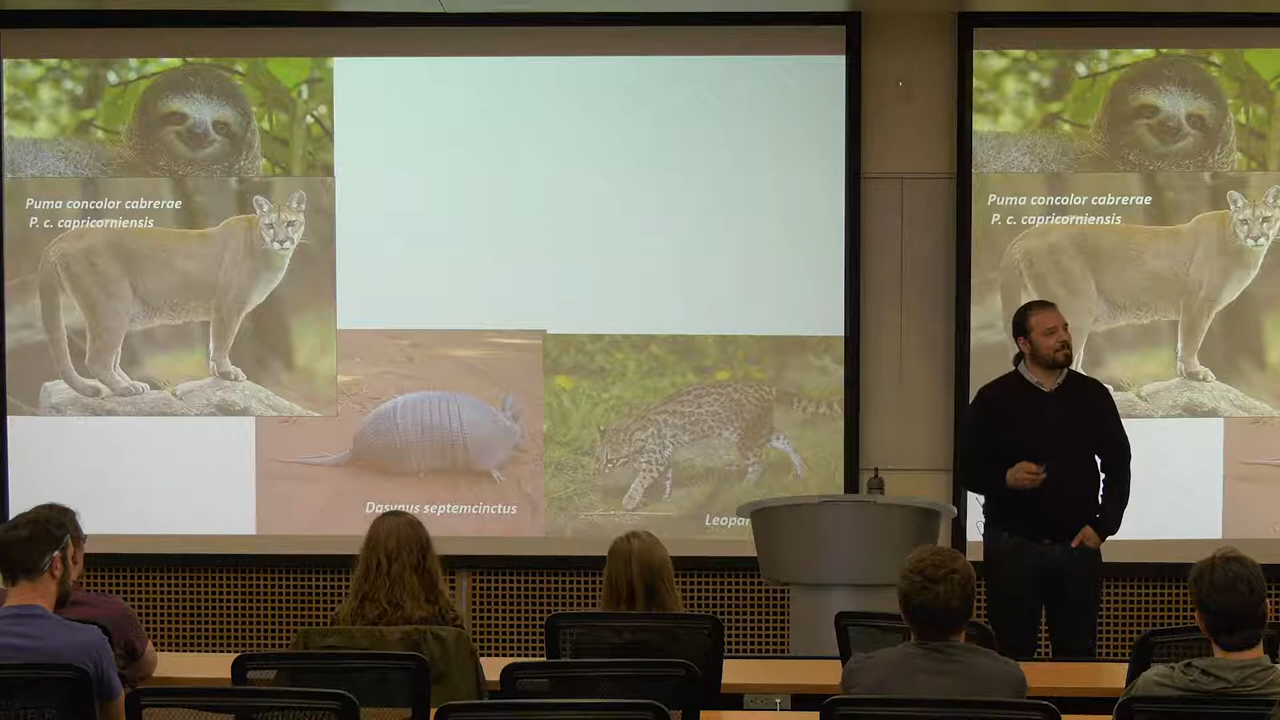 Puma concolor cabrerae
P. c. capricorniensis
Dasypus septemcinctus
Puma concolor cabrerae
P. c. capricorniensis